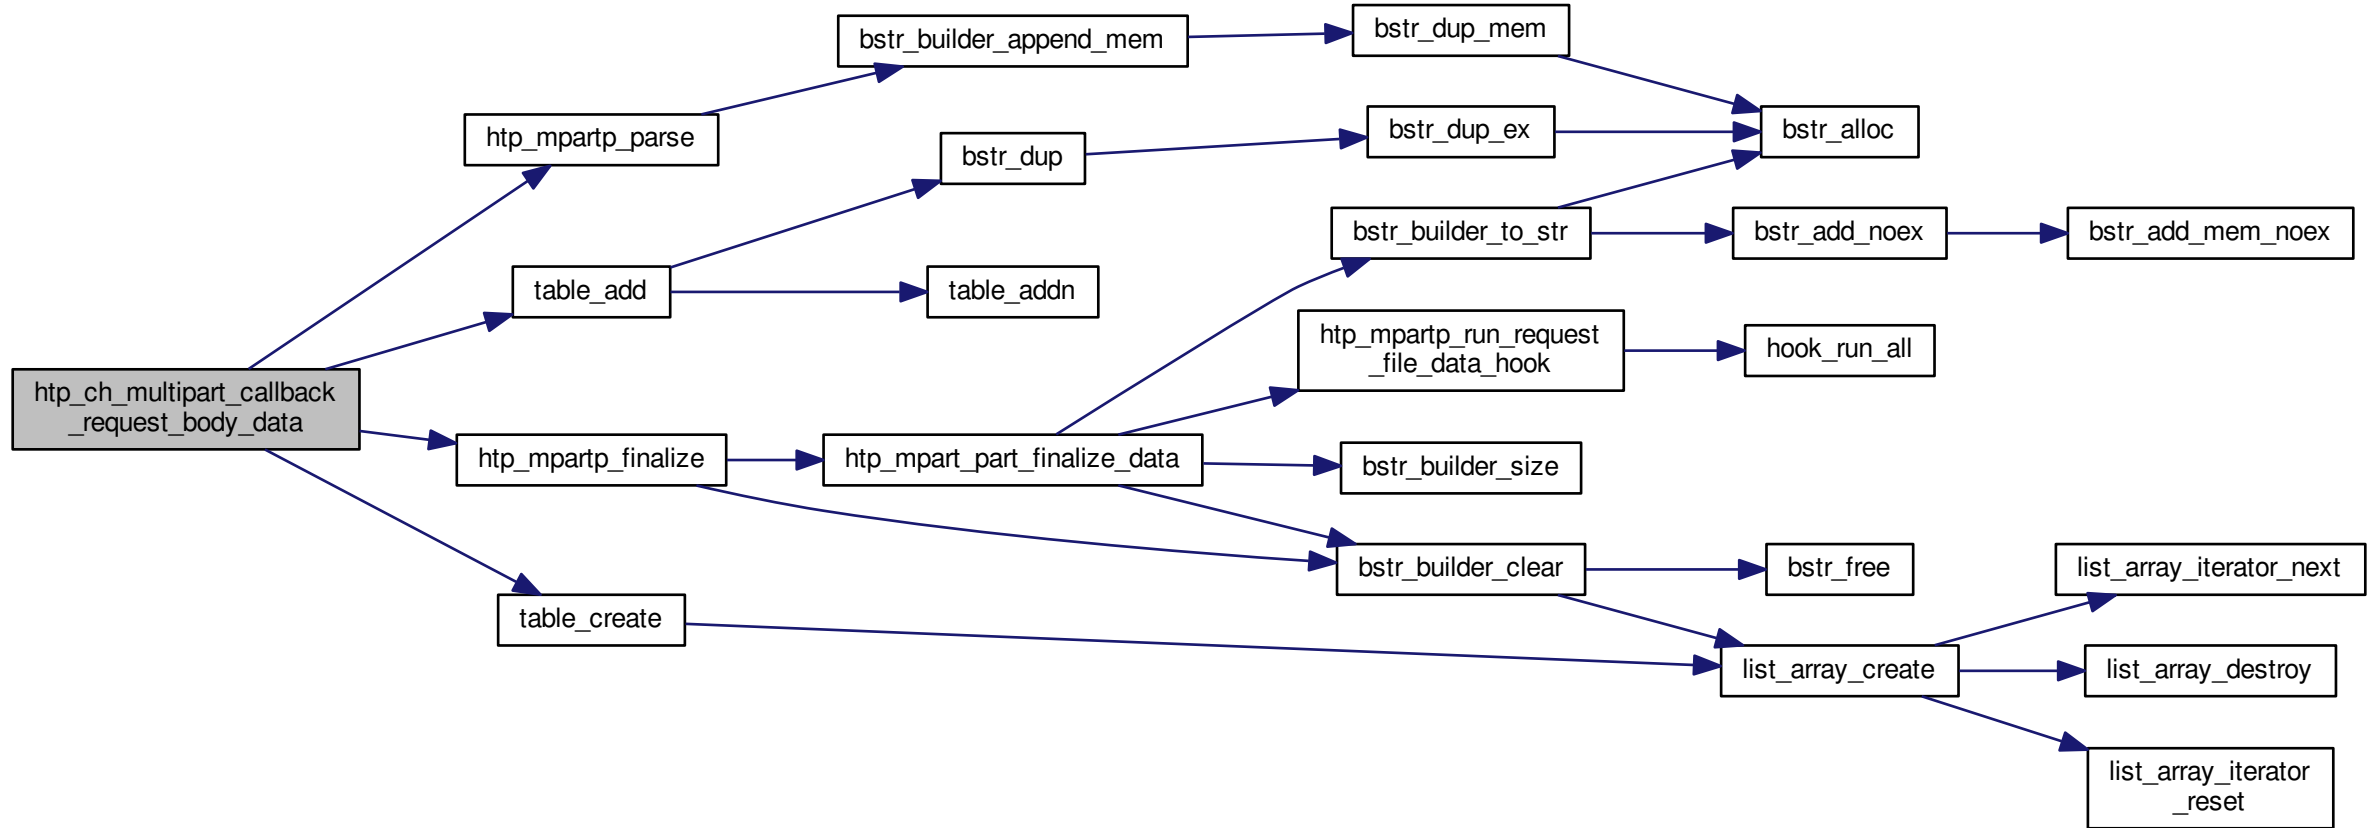 bstr_builder_append_mem
bstr_dup_mem
htp_mpartp_parse
bstr_dup
bstr_dup_ex
bstr_alloc
table_add
table_addn
bstr_builder_to_str
bstr_add_noex
bstr_add_mem_noex
htp_mpartp_run_request
_file_data_hook
hook_run_all
htp_ch_multipart_callback
_request_body_data
htp_mpartp_finalize
htp_mpart_part_finalize_data
bstr_builder_size
bstr_builder_clear
bstr_free
list_array_iterator_next
table_create
list_array_create
list_array_destroy
list_array_iterator
_reset